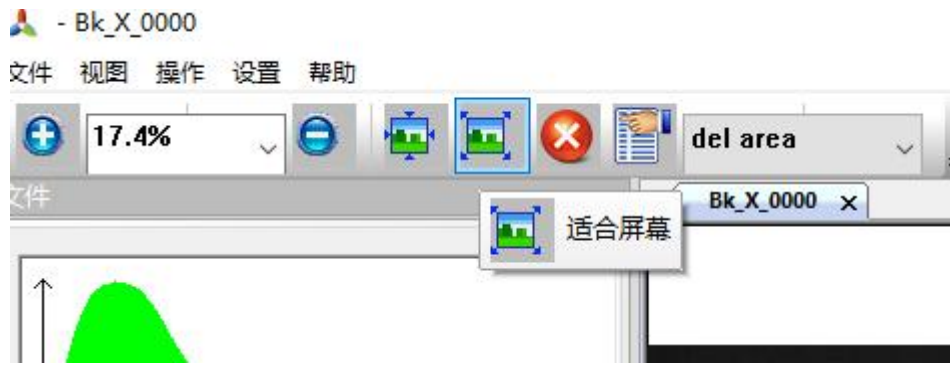 - Bk_X_0000
文件 视图 操作 设置 帮助
17.4% del area
文件 Bk_X_0000 x
适合屏幕